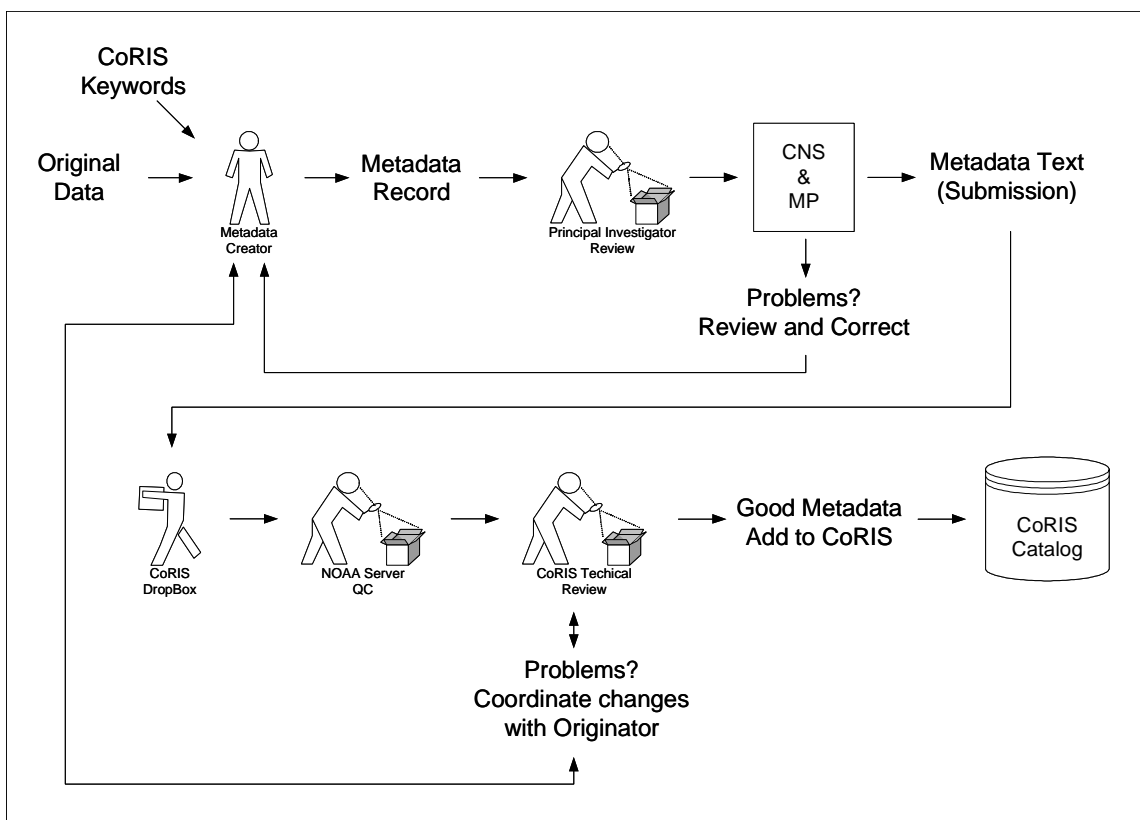 CoRIS
Keywords
Original
Data
Metadata
Creator
Metadata
Record
Principal Investigator
Review
CNS
&
MP
Metadata Text
(Submission)
Problems?
Review and Correct
CoRIS
DropBox
NOAA Server
QC
CoRIS Techical
Review
Good Metadata
Add to CoRIS
CoRIS
Catalog
Problems?
Coordinate changes
with Originator